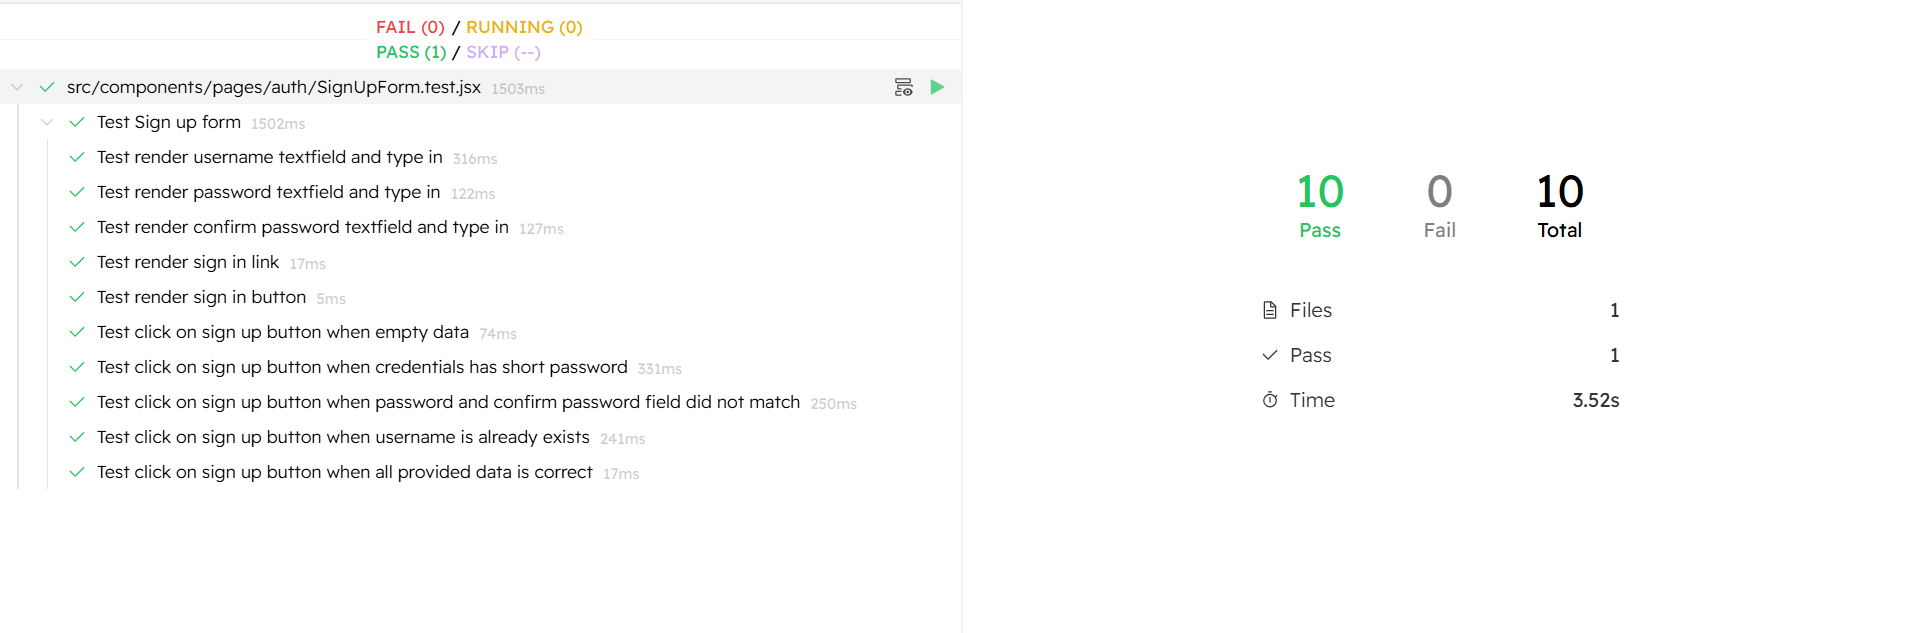 FAIL (0) / RUNNING (0)
PASS (1) / SKIP (--)
src/components/pages/auth/SignUpForm.test.jsx 1503ms
Test Sign up form 1502ms
Test render username textfield and type in 316ms
Test render password textfield and type in 122ms
Test render confirm password textfield and type in 127ms
Test render sign in link 17ms
Test render sign in button 5ms
Test click on sign up button when empty data 74ms
Test click on sign up button when credentials has short password 331ms
Test click on sign up button when password and confirm password field did not match 250ms
Test click on sign up button when username is already exists 241ms
Test click on sign up button when all provided data is correct 17ms
10 0 10
Pass Fail Total
Files 1
Pass 1
Time 3.52s